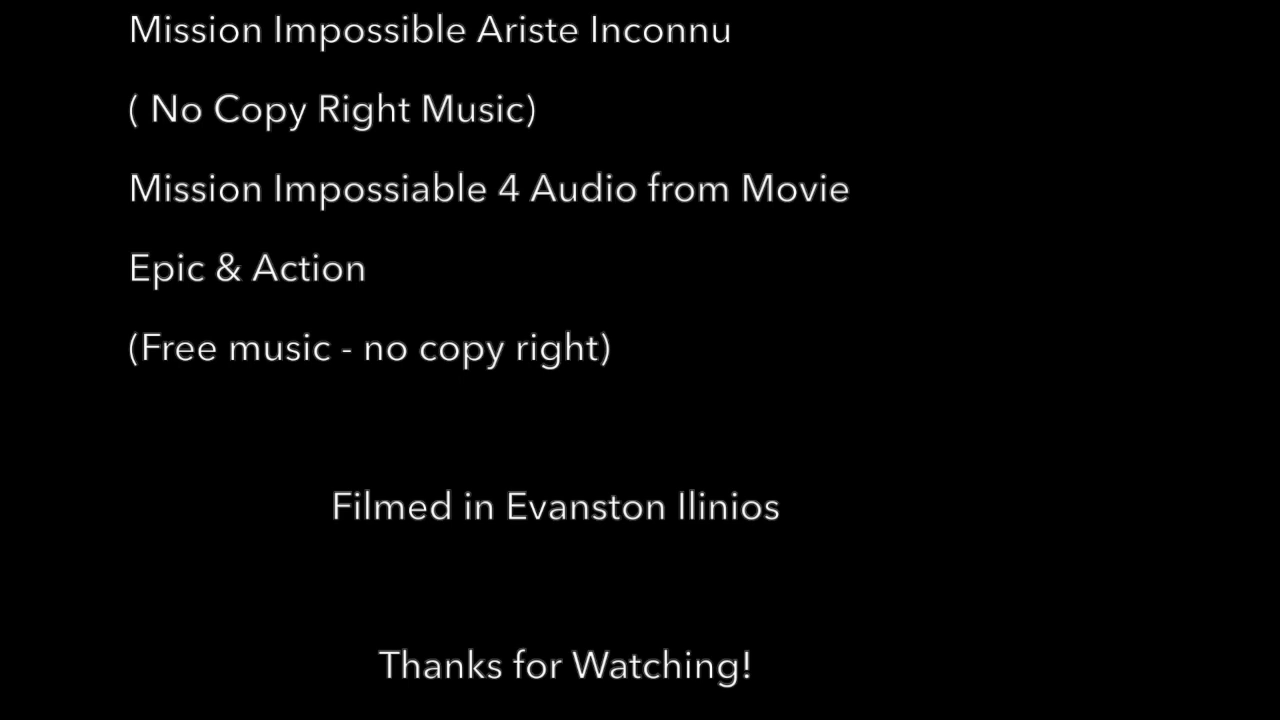 Mission Impossible Ariste Inconnu
( No Copy Right Music)
Mission Impossiable 4 Audio from Movie
Epic & Action
(Free music - no copy right)
Filmed in Evanston Ilinios
Thanks for Watching!